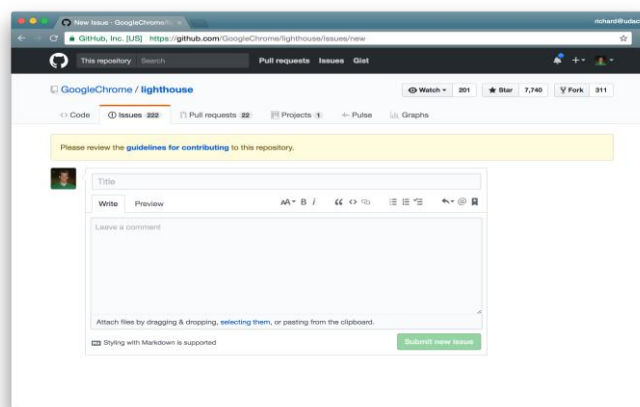 New Issue · GoogleChrome/li
richard@udac
GitHub, Inc. [US] https://github.com/GoogleChrome/lighthouse/issues/new
This repository Search Pull requests Issues Gist
GoogleChrome / lighthouse
Watch 201 Star 7,740 Fork 311
Code Issues 222 Pull requests 22 Projects 1 Pulse Graphs
Please review the guidelines for contributing to this repository.
Title
Write Preview AA B i
Leave a comment
Attach files by dragging & dropping, selecting them, or pasting from the clipboard.
Styling with Markdown is supported
Submit new issue